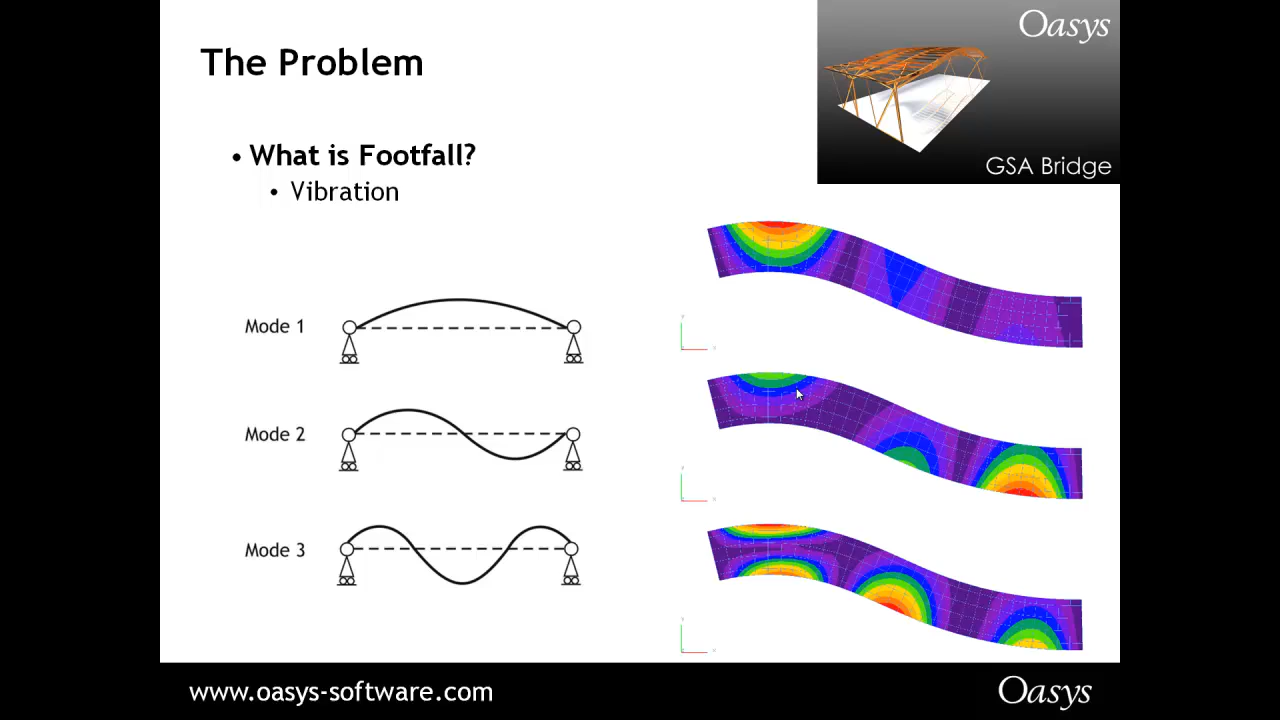 The Problem
Oasys
GSA Bridge
• What is Footfall?
• Vibration
Mode 1
Mode 2
Mode 3
www.oasys-software.com
Oasys